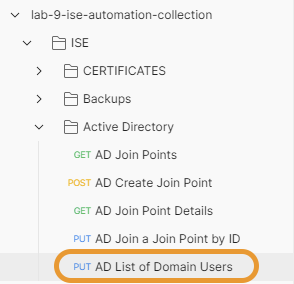 lab-9-ise-automation-collection
ISE
CERTIFICATES
Backups
Active Directory
GET AD Join Points
POST AD Create Join Point
GET AD Join Point Details
PUT AD Join a Join Point by ID
PUT AD List of Domain Users